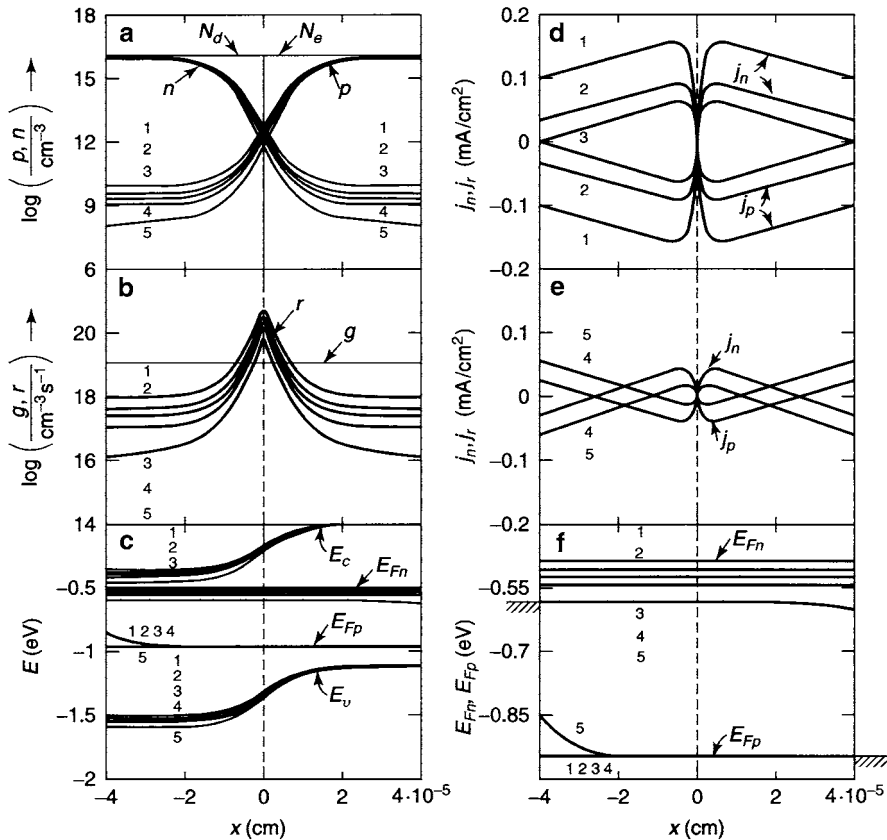 a
N_d
N_e
16
n
p
log (p, n / cm⁻³) →
12
1
2
3
1
2
3
9
4
5
4
5
6
b
r
g
20
log (g, r / cm⁻³s⁻¹) →
1
2
18
16
3
4
5
14
c
1
2
3
E_c
E_Fn
−0.5
E (eV)
1 2 3 4
E_Fp
−1
5
1
2
3
4
E_υ
−1.5
5
−2
−4 −2 0 2 4·10⁻⁵
x (cm)
0.2
d
1
j_n
0.1
2
j_n, j_r (mA/cm²)
0
3
2
j_p
−0.1
1
−0.2
e
5
0.1
4
j_n
j_n, j_r (mA/cm²)
0
4
j_p
−0.1
5
−0.2
f
1
2
E_Fn
−0.55
3
4
5
−0.7
E_Fn, E_Fp (eV)
−0.85
5
E_Fp
1 2 3 4
−4 −2 0 2 4·10⁻⁵
x (cm)